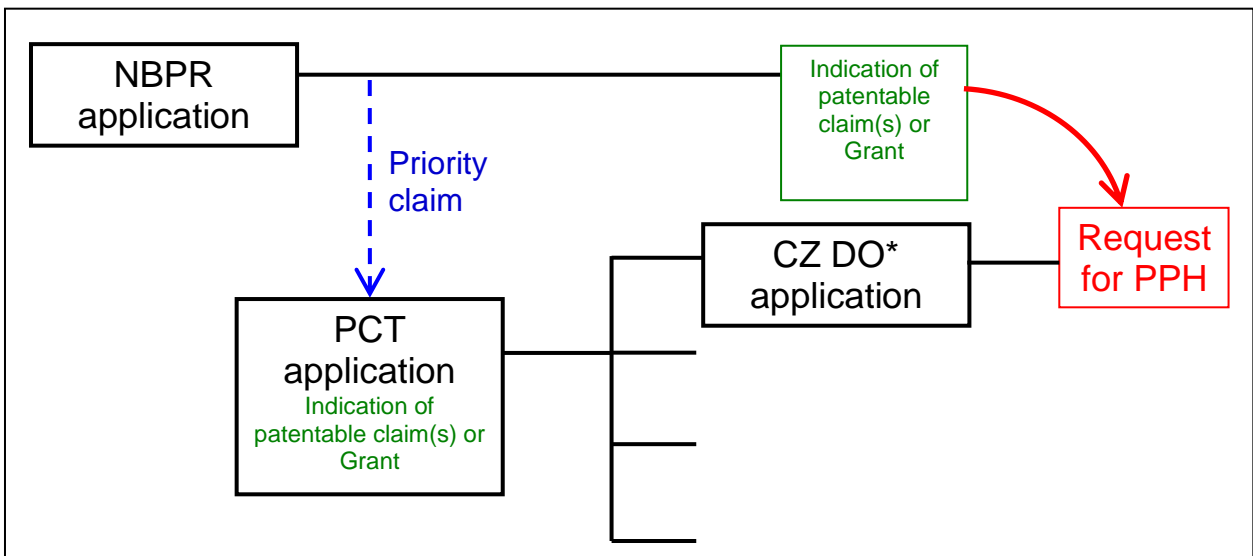 NBPR
application
Indication of
patentable
claim(s) or
Grant
Priority
claim
CZ DO*
application
Request
for PPH
PCT
application
Indication of
patentable claim(s) or
Grant